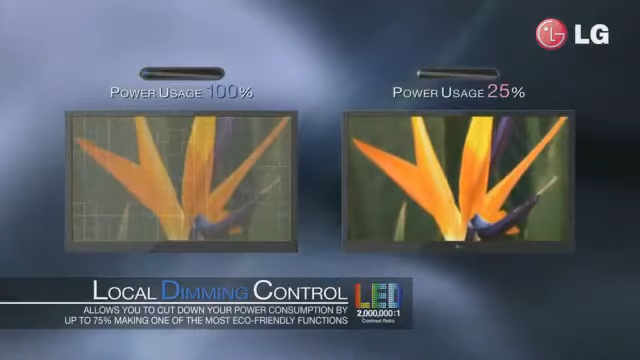 LG
POWER USAGE 100%
POWER USAGE 25%
LOCAL DIMMING CONTROL
ALLOWS YOU TO CUT DOWN YOUR POWER CONSUMPTION BY
UP TO 75% MAKING ONE OF THE MOST ECO-FRIENDLY FUNCTIONS
LED
2,000,000:1
Contrast Ratio